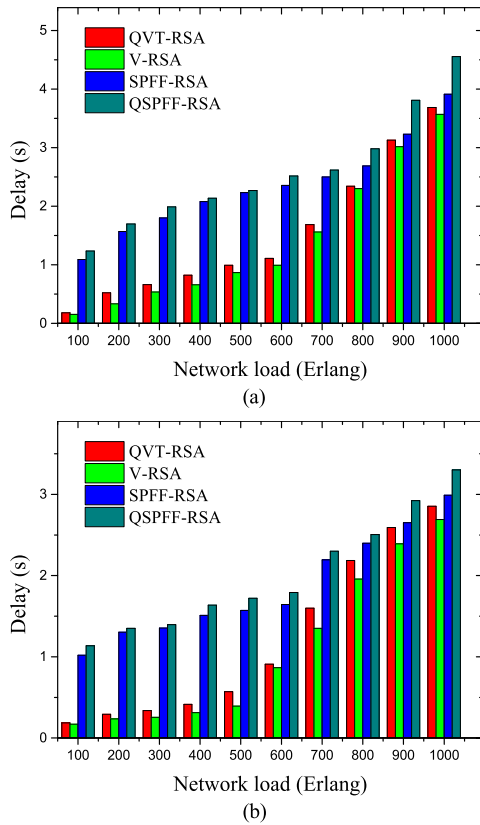 5
4
3
2
1
0
Delay (s)
QVT-RSA
V-RSA
SPFF-RSA
QSPFF-RSA
100 200 300 400 500 600 700 800 900 1000
Network load (Erlang)
(a)
3
2
1
0
Delay (s)
QVT-RSA
V-RSA
SPFF-RSA
QSPFF-RSA
100 200 300 400 500 600 700 800 900 1000
Network load (Erlang)
(b)